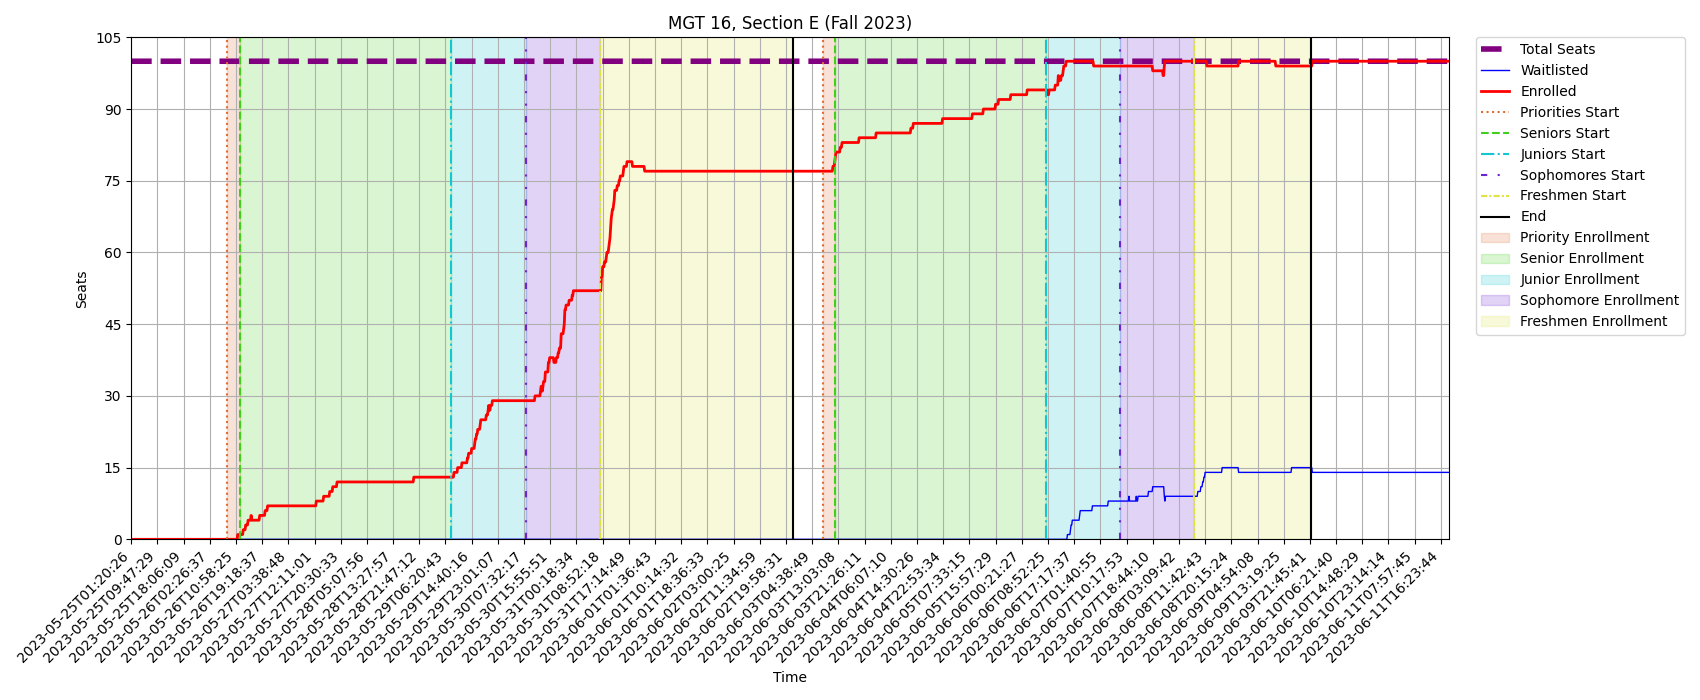 MGT 16, Section E (Fall 2023)
Seats
105
90
75
60
45
30
15
0
2023-05-25T01:20:26
2023-05-25T09:47:29
2023-05-25T18:06:09
2023-05-26T02:26:37
2023-05-26T10:58:25
2023-05-26T19:18:37
2023-05-27T03:38:48
2023-05-27T12:11:01
2023-05-27T20:30:33
2023-05-28T05:07:56
2023-05-28T13:27:57
2023-05-28T21:47:12
2023-05-29T06:20:43
2023-05-29T14:40:16
2023-05-29T23:01:07
2023-05-30T07:32:17
2023-05-30T15:55:51
2023-05-31T00:18:34
2023-05-31T08:52:18
2023-05-31T17:14:49
2023-06-01T01:36:43
2023-06-01T10:14:32
2023-06-01T18:36:33
2023-06-02T03:00:25
2023-06-02T11:34:59
2023-06-02T19:58:31
2023-06-03T04:38:49
2023-06-03T13:03:08
2023-06-03T21:26:11
2023-06-04T06:07:10
2023-06-04T14:30:26
2023-06-04T22:53:34
2023-06-05T07:33:15
2023-06-05T15:57:29
2023-06-06T00:21:27
2023-06-06T08:52:25
2023-06-06T17:17:37
2023-06-07T01:40:55
2023-06-07T10:17:53
2023-06-07T18:44:10
2023-06-08T03:09:42
2023-06-08T11:42:43
2023-06-08T20:15:24
2023-06-09T04:54:08
2023-06-09T13:19:25
2023-06-09T21:45:41
2023-06-10T06:21:40
2023-06-10T14:48:29
2023-06-10T23:14:14
2023-06-11T07:57:45
2023-06-11T16:23:44
Time
Total Seats
Waitlisted
Enrolled
Priorities Start
Seniors Start
Juniors Start
Sophomores Start
Freshmen Start
End
Priority Enrollment
Senior Enrollment
Junior Enrollment
Sophomore Enrollment
Freshmen Enrollment